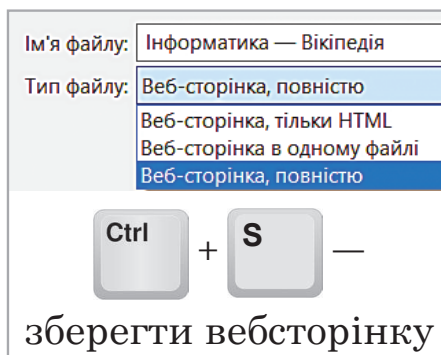 Ім'я файлу: Інформатика — Вікіпедія
Тип файлу: Веб-сторінка, повністю
Веб-сторінка, тільки HTML
Веб-сторінка в одному файлі
Веб-сторінка, повністю
Ctrl + S —
зберегти вебсторінку